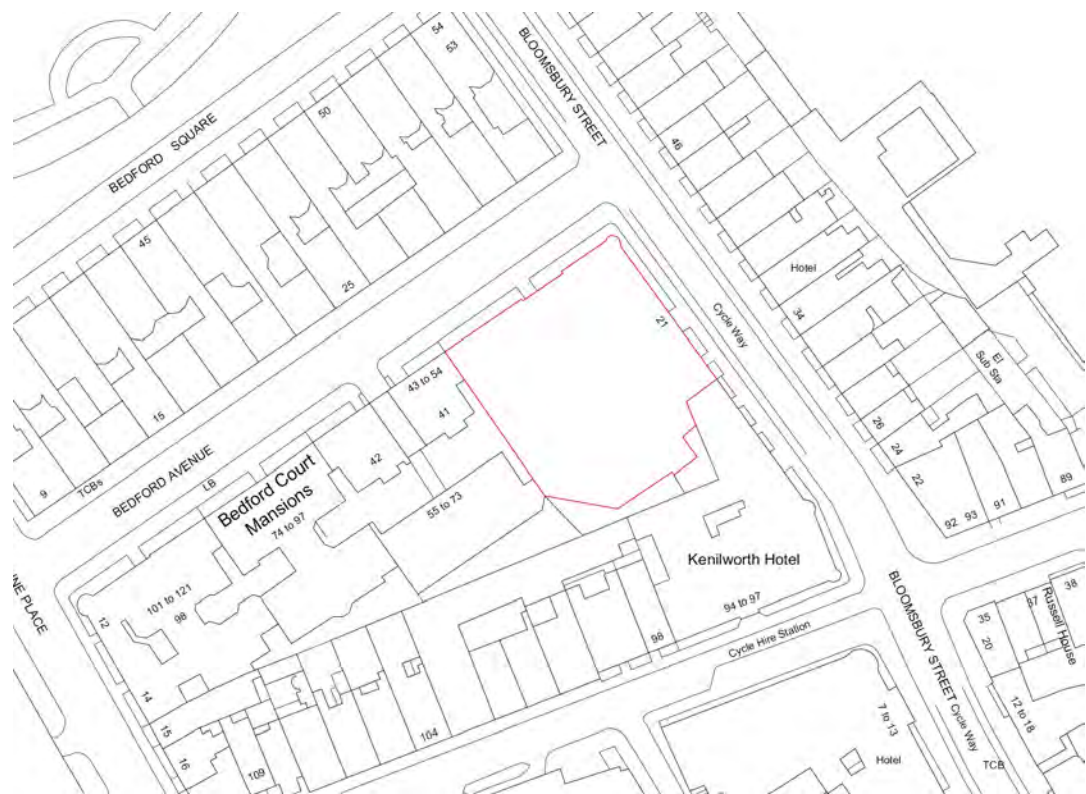 54
53
BLOOMSBURY STREET
50
BEDFORD SQUARE
46
45
Hotel
25
34
Cycle Way
21
El
Sub Sta
43 to 54
41
15
26
24
42
22
BEDFORD AVENUE
LB
TCBs
9
Bedford Court
Mansions
74 to 97
55 to 73
89
91
93
92
Kenilworth Hotel
101 to 121
98
12
94 to 97
BLOOMSBURY STREET
38
37
35
Russell House
20
98
Cycle Hire Station
14
15
16
104
109
7 to 13
Hotel
12 to 18
Cycle Way
TCB